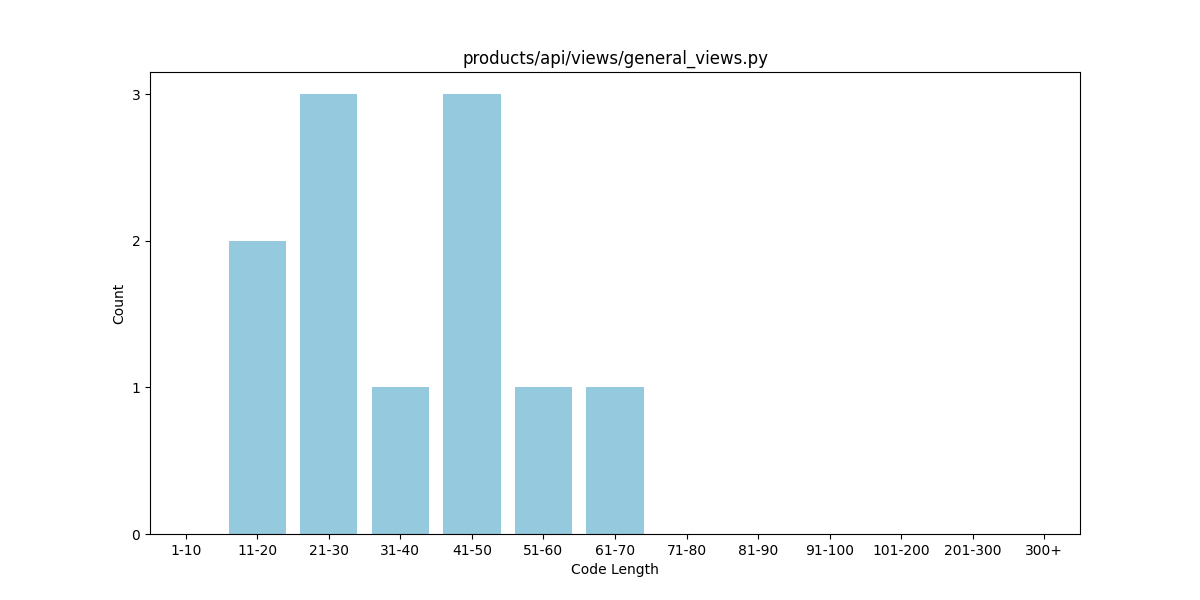 products/api/views/general_views.py
3
2
1
0
Count
1-10 11-20 21-30 31-40 41-50 51-60 61-70 71-80 81-90 91-100 101-200 201-300 300+
Code Length